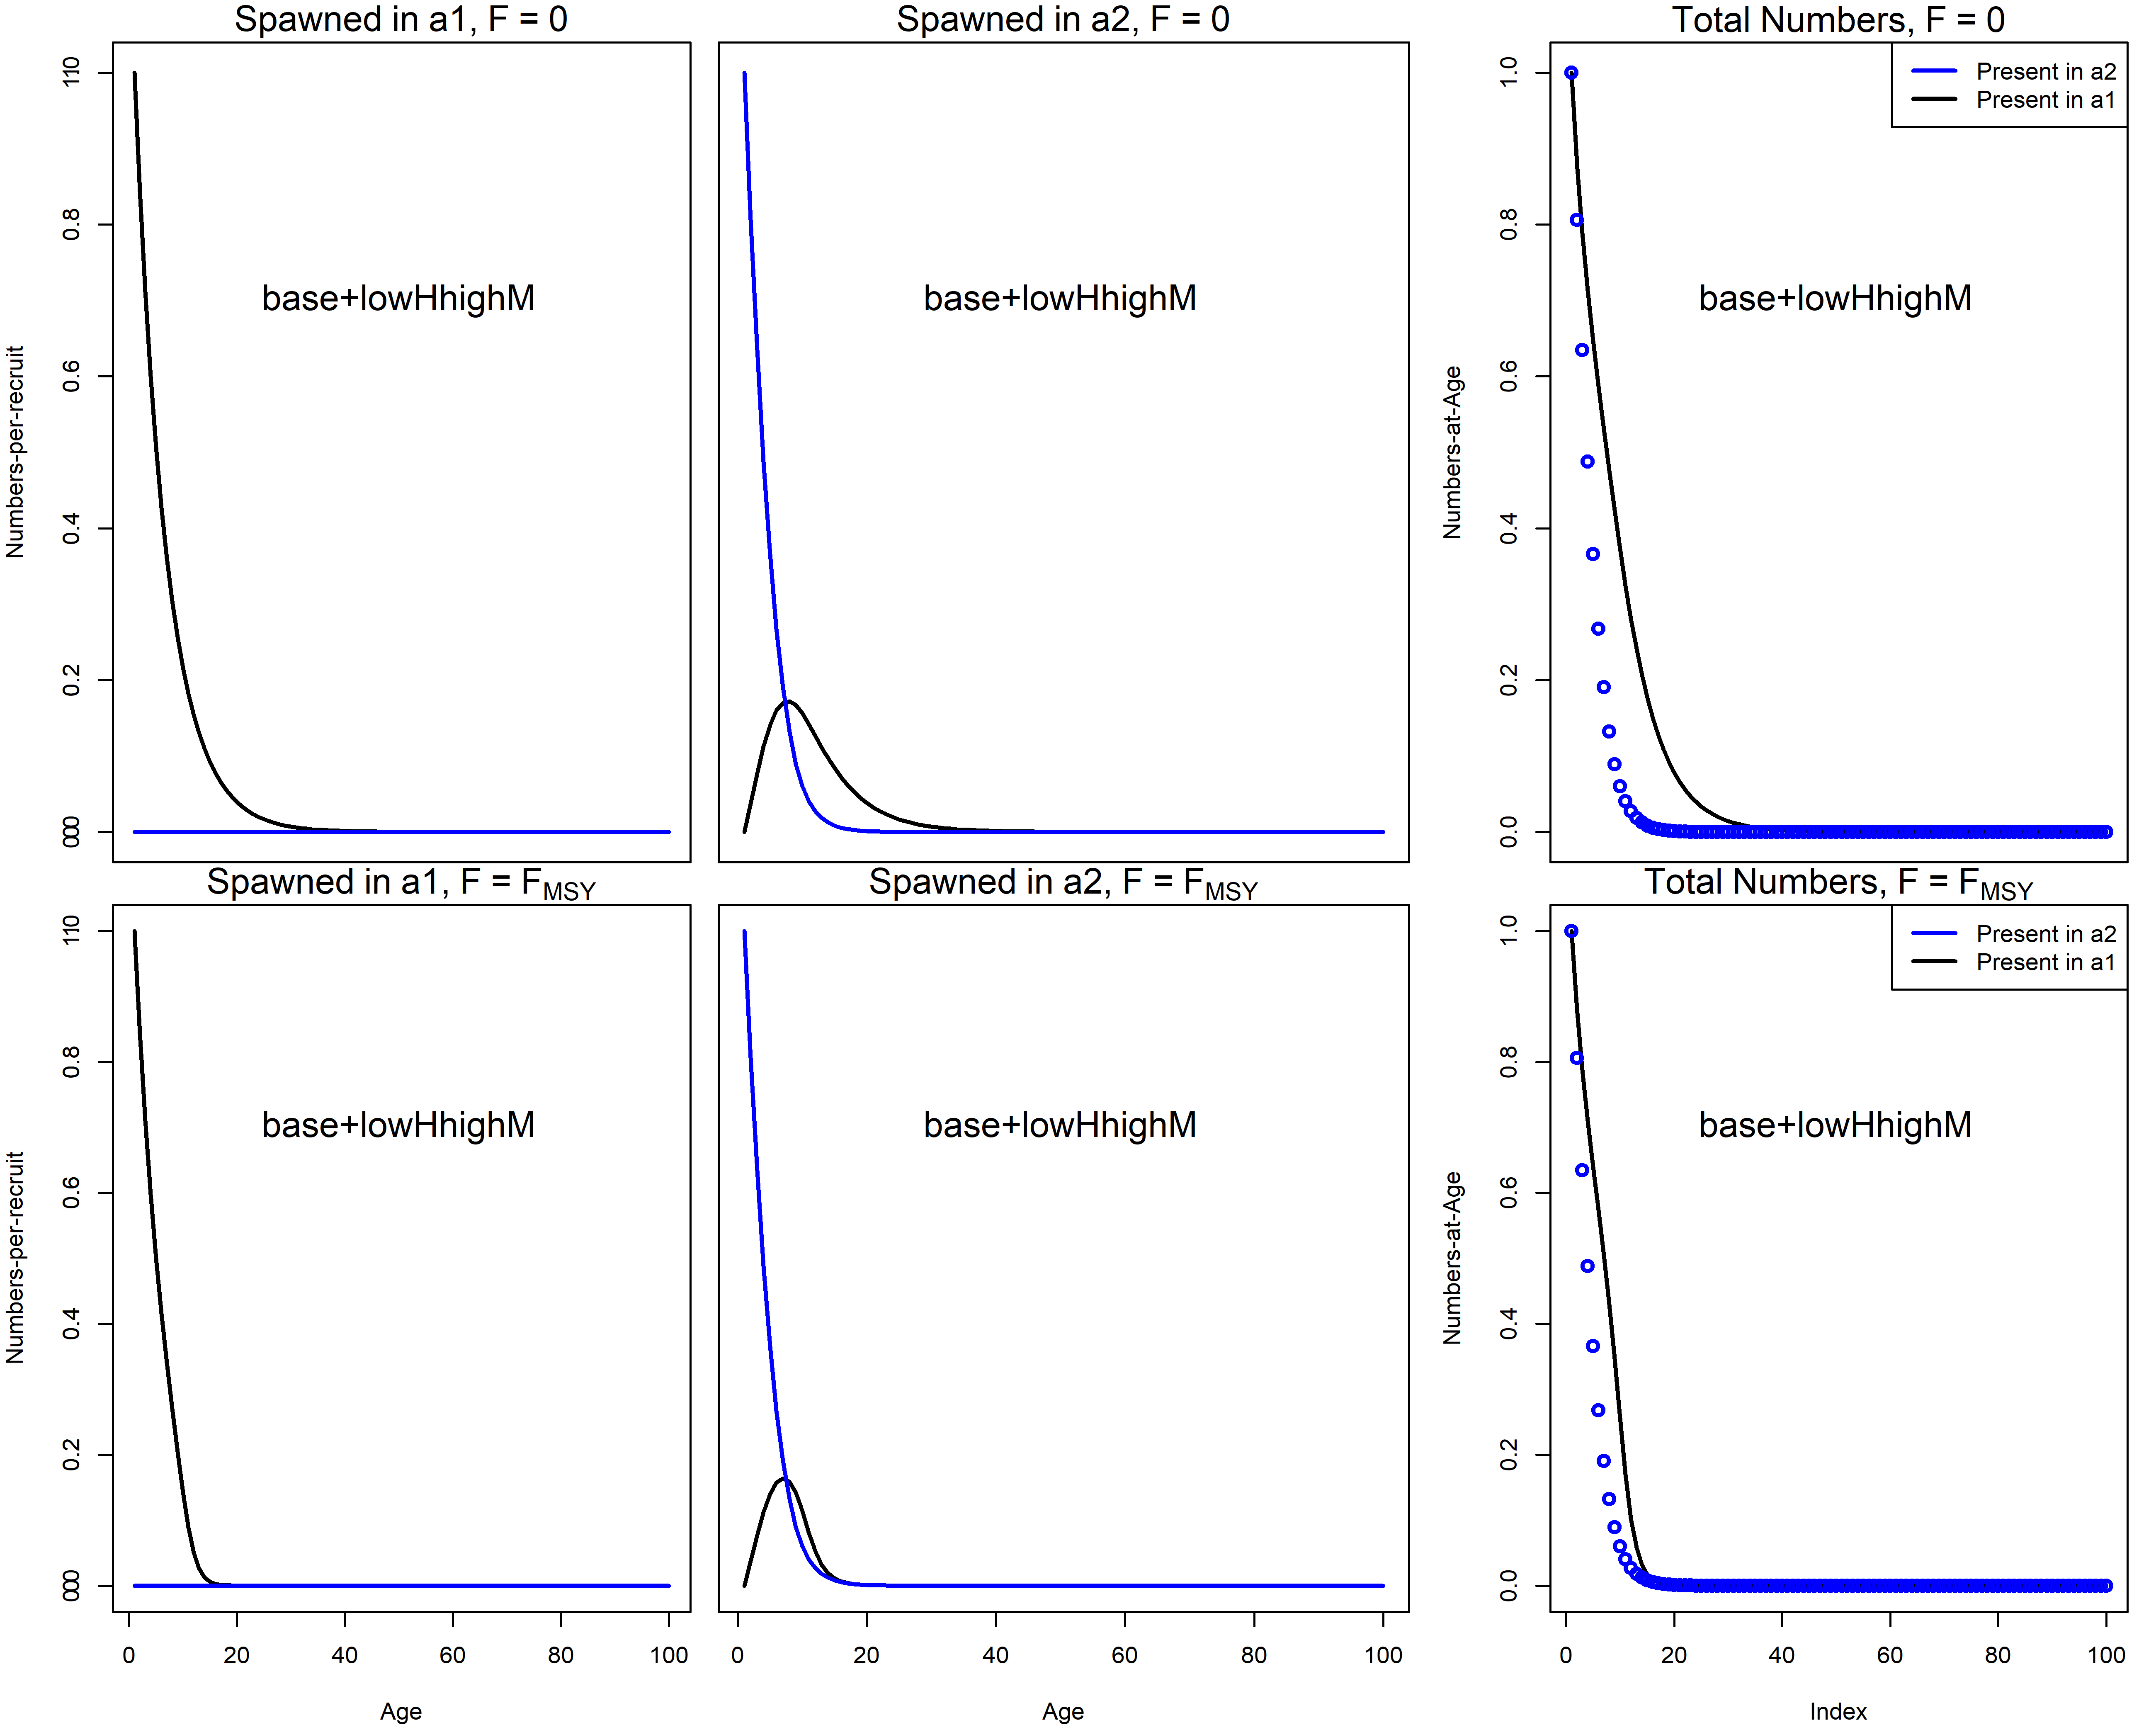 Spawned in a1, F = 0
Spawned in a2, F = 0
Total Numbers, F = 0
Numbers-per-recruit
0.2
0.4
0.6
0.8
base+lowHhighM
base+lowHhighM
Numbers-at-Age
0.0
0.2
0.4
0.6
0.8
1.0
Present in a2
Present in a1
base+lowHhighM
Spawned in a1, F = FMSY
Spawned in a2, F = FMSY
Total Numbers, F = FMSY
Numbers-per-recruit
0.2
0.4
0.6
0.8
base+lowHhighM
base+lowHhighM
Numbers-at-Age
0.0
0.2
0.4
0.6
0.8
1.0
Present in a2
Present in a1
base+lowHhighM
0 20 40 60 80 100
0 20 40 60 80 100
0 20 40 60 80 100
Age
Age
Index